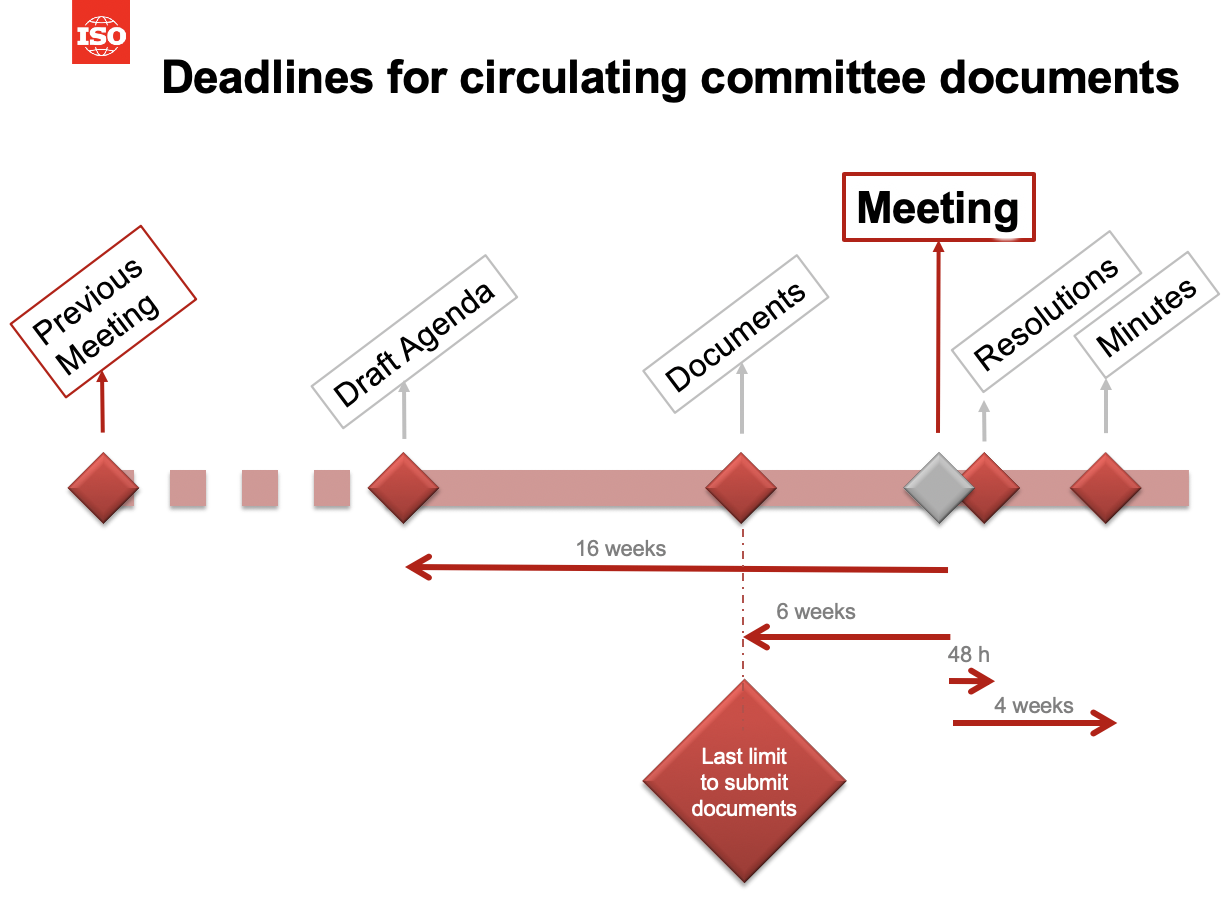 ISO
Deadlines for circulating committee documents
Previous
Meeting
Draft Agenda
Documents
Meeting
Resolutions
Minutes
16 weeks
6 weeks
48 h
4 weeks
Last limit
to submit
documents